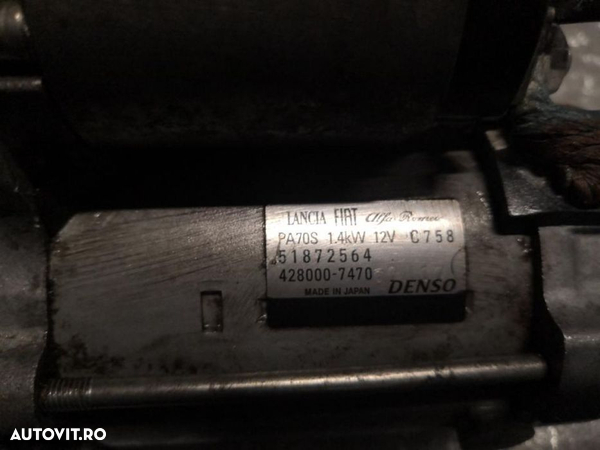 LANCIA FIAT Alfa Romeo
PA70S 1.4kW 12V C758
51872564
428000-7470
MADE IN JAPAN DENSO
AUTOVIT.RO